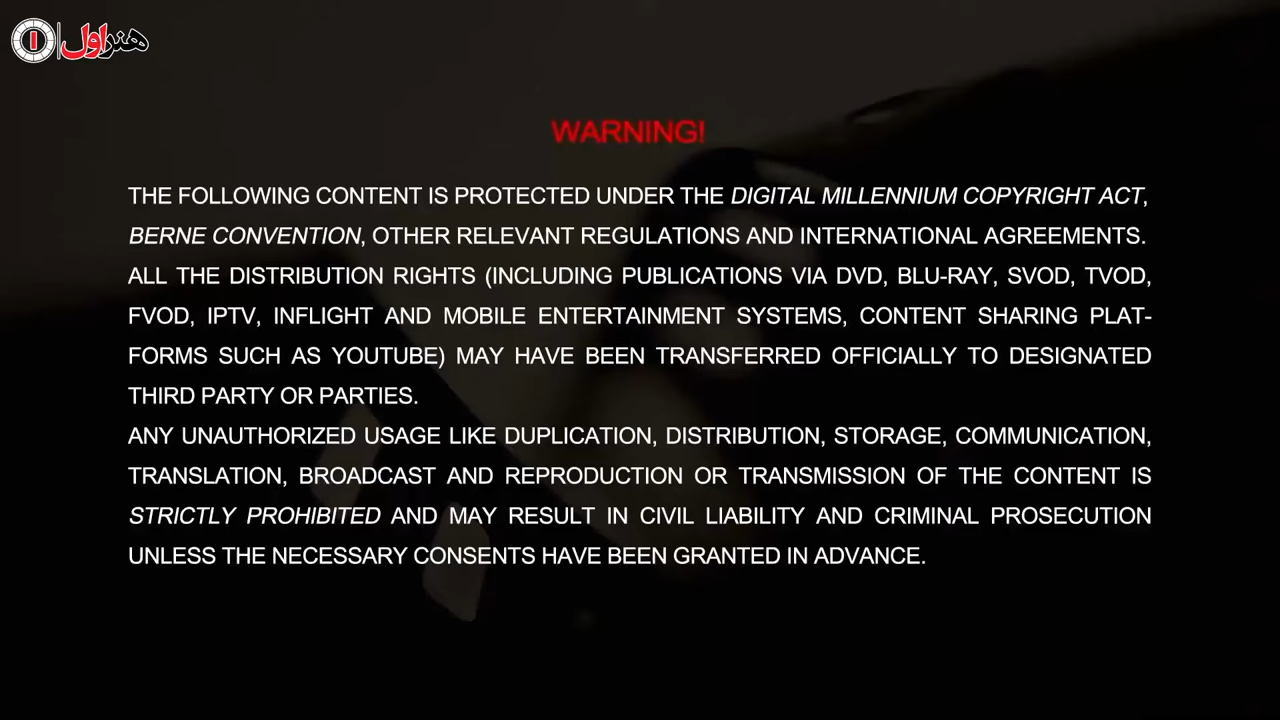 هنر اول
WARNING!
THE FOLLOWING CONTENT IS PROTECTED UNDER THE DIGITAL MILLENNIUM COPYRIGHT ACT,
BERNE CONVENTION, OTHER RELEVANT REGULATIONS AND INTERNATIONAL AGREEMENTS.
ALL THE DISTRIBUTION RIGHTS (INCLUDING PUBLICATIONS VIA DVD, BLU-RAY, SVOD, TVOD,
FVOD, IPTV, INFLIGHT AND MOBILE ENTERTAINMENT SYSTEMS, CONTENT SHARING PLAT-
FORMS SUCH AS YOUTUBE) MAY HAVE BEEN TRANSFERRED OFFICIALLY TO DESIGNATED
THIRD PARTY OR PARTIES.
ANY UNAUTHORIZED USAGE LIKE DUPLICATION, DISTRIBUTION, STORAGE, COMMUNICATION,
TRANSLATION, BROADCAST AND REPRODUCTION OR TRANSMISSION OF THE CONTENT IS
STRICTLY PROHIBITED AND MAY RESULT IN CIVIL LIABILITY AND CRIMINAL PROSECUTION
UNLESS THE NECESSARY CONSENTS HAVE BEEN GRANTED IN ADVANCE.